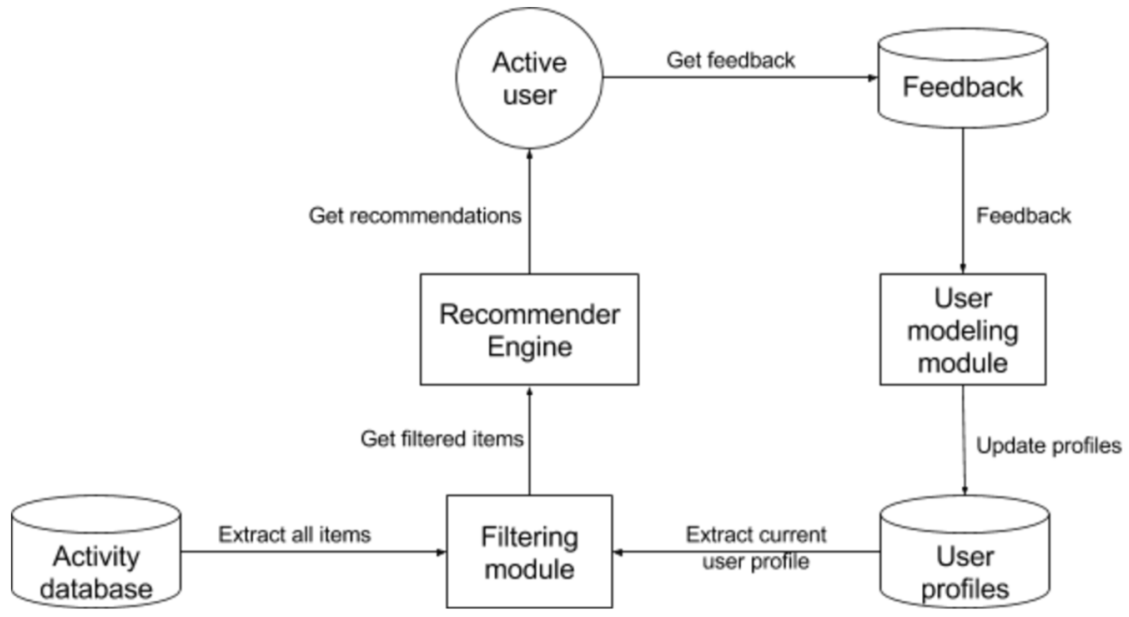 Active
user
Get feedback
Feedback
Get recommendations
Feedback
Recommender
Engine
User
modeling
module
Get filtered items
Update profiles
Activity
database
Extract all items
Filtering
module
Extract current
user profile
User
profiles